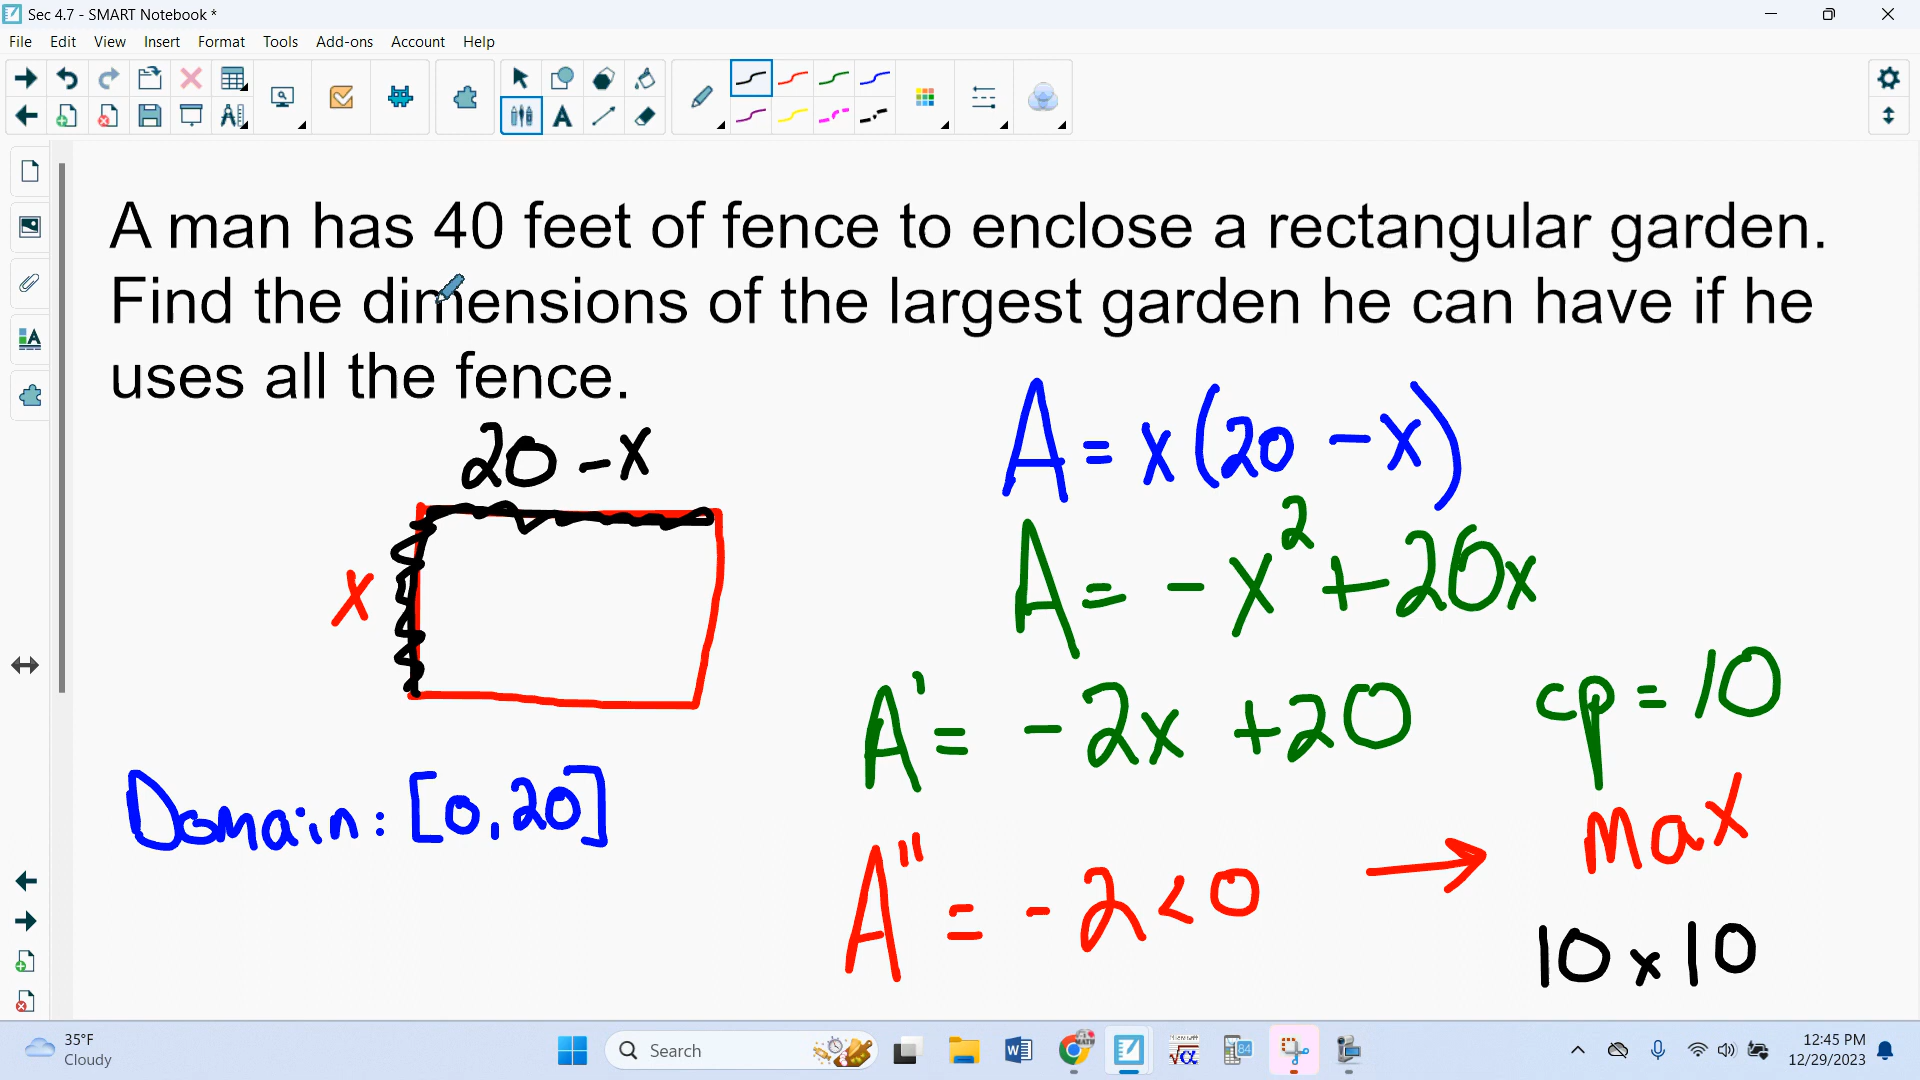 Sec 4.7 - SMART Notebook *
File Edit View Insert Format Tools Add-ons Account Help
A man has 40 feet of fence to enclose a rectangular garden.
Find the dimensions of the largest garden he can have if he
uses all the fence.
20 - x
x
Domain: [0, 20]
A = x(20 - x)
A = - x² + 20x
A' = - 2x + 20
cp = 10
A" = - 2 < 0 → Max
10 x 10
35°F
Cloudy
Search
12:45 PM
12/29/2023